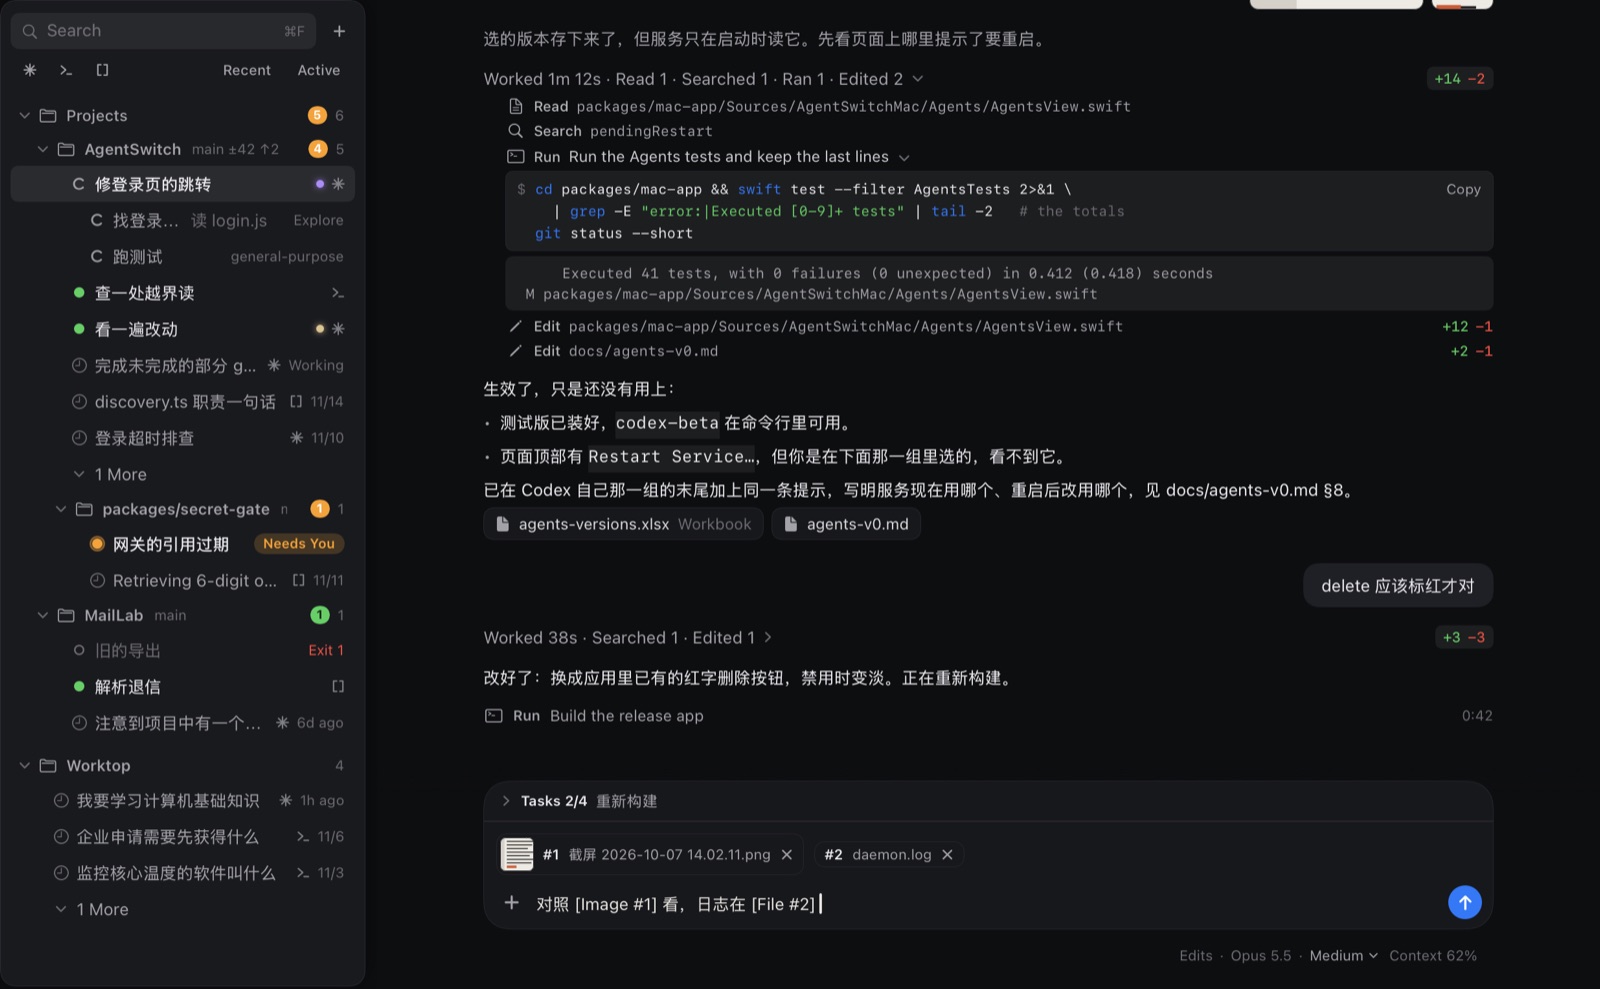 Search ⌘F
Recent Active
Projects 5 6
AgentSwitch main ±42 ↑2 4 5
修登录页的跳转
找登录… 读 login.js Explore
跑测试 general-purpose
查一处越界读
看一遍改动
完成未完成的部分 g… Working
discovery.ts 职责一句话 11/14
登录超时排查 11/10
1 More
packages/secret-gate 1 1
网关的引用过期 Needs You
Retrieving 6-digit o… 11/11
MailLab main 1 1
旧的导出 Exit 1
解析退信
注意到项目中有一个… 6d ago
Worktop 4
我要学习计算机基础知识 1h ago
企业申请需要先获得什么 11/6
监控核心温度的软件叫什么 11/3
1 More
选的版本存下来了，但服务只在启动时读它。先看页面上哪里提示了要重启。
Worked 1m 12s · Read 1 · Searched 1 · Ran 1 · Edited 2 +14 −2
Read packages/mac-app/Sources/AgentSwitchMac/Agents/AgentsView.swift
Search pendingRestart
Run Run the Agents tests and keep the last lines
$ cd packages/mac-app && swift test --filter AgentsTests 2>&1 \ Copy
| grep -E "error:|Executed [0-9]+ tests" | tail -2 # the totals
git status --short
Executed 41 tests, with 0 failures (0 unexpected) in 0.412 (0.418) seconds
M packages/mac-app/Sources/AgentSwitchMac/Agents/AgentsView.swift
Edit packages/mac-app/Sources/AgentSwitchMac/Agents/AgentsView.swift +12 −1
Edit docs/agents-v0.md +2 −1
生效了，只是还没有用上：
· 测试版已装好，codex-beta 在命令行里可用。
· 页面顶部有 Restart Service…，但你是在下面那一组里选的，看不到它。
已在 Codex 自己那一组的末尾加上同一条提示，写明服务现在用哪个、重启后改用哪个，见 docs/agents-v0.md §8。
agents-versions.xlsx Workbook agents-v0.md
delete 应该标红才对
Worked 38s · Searched 1 · Edited 1 +3 −3
改好了：换成应用里已有的红字删除按钮，禁用时变淡。正在重新构建。
Run Build the release app 0:42
Tasks 2/4 重新构建
#1 截屏 2026-10-07 14.02.11.png #2 daemon.log
对照 [Image #1] 看，日志在 [File #2]
Edits · Opus 5.5 · Medium Context 62%